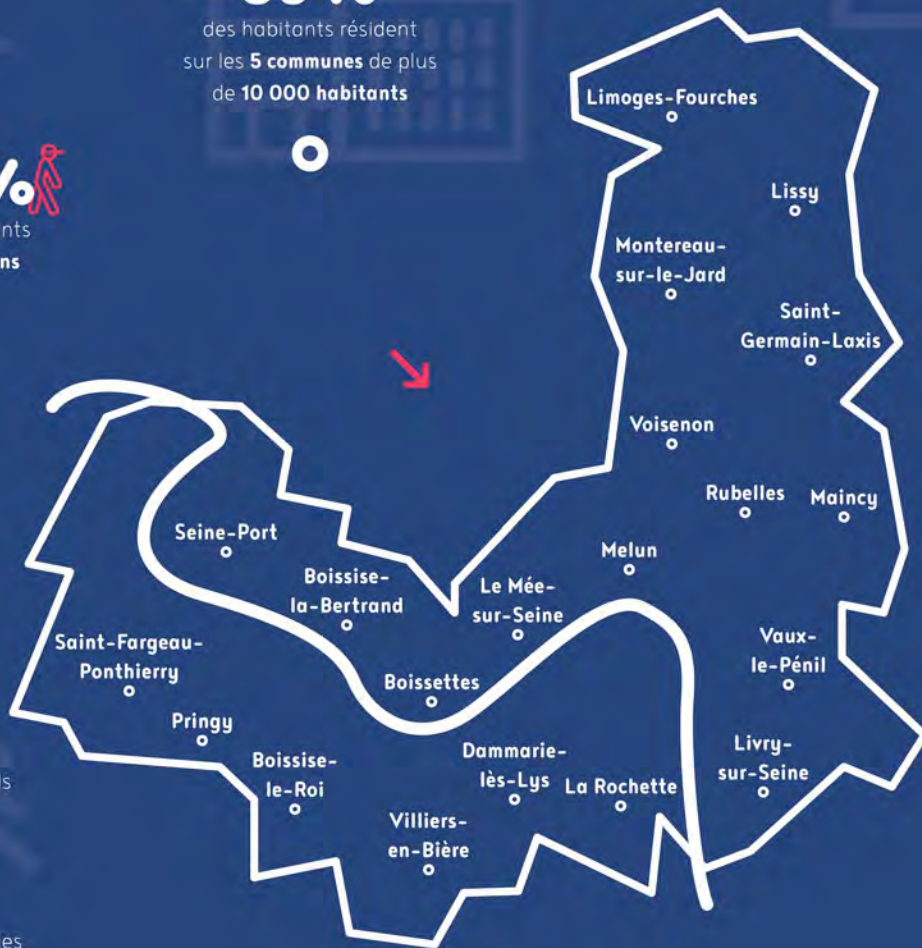 des habitants résident
sur les 5 communes de plus
de 10 000 habitants
%
Limoges-Fourches
Lissy
Montereau-
sur-le-Jard
Saint-
Germain-Laxis
Voisenon
Rubelles
Maincy
Seine-Port
Melun
Boissise-
la-Bertrand
Le Mée-
sur-Seine
Saint-Fargeau-
Ponthierry
Vaux-
le-Pénil
Boissettes
Pringy
Boissise-
le-Roi
Dammarie-
lès-Lys
La Rochette
Livry-
sur-Seine
Villiers-
en-Bière